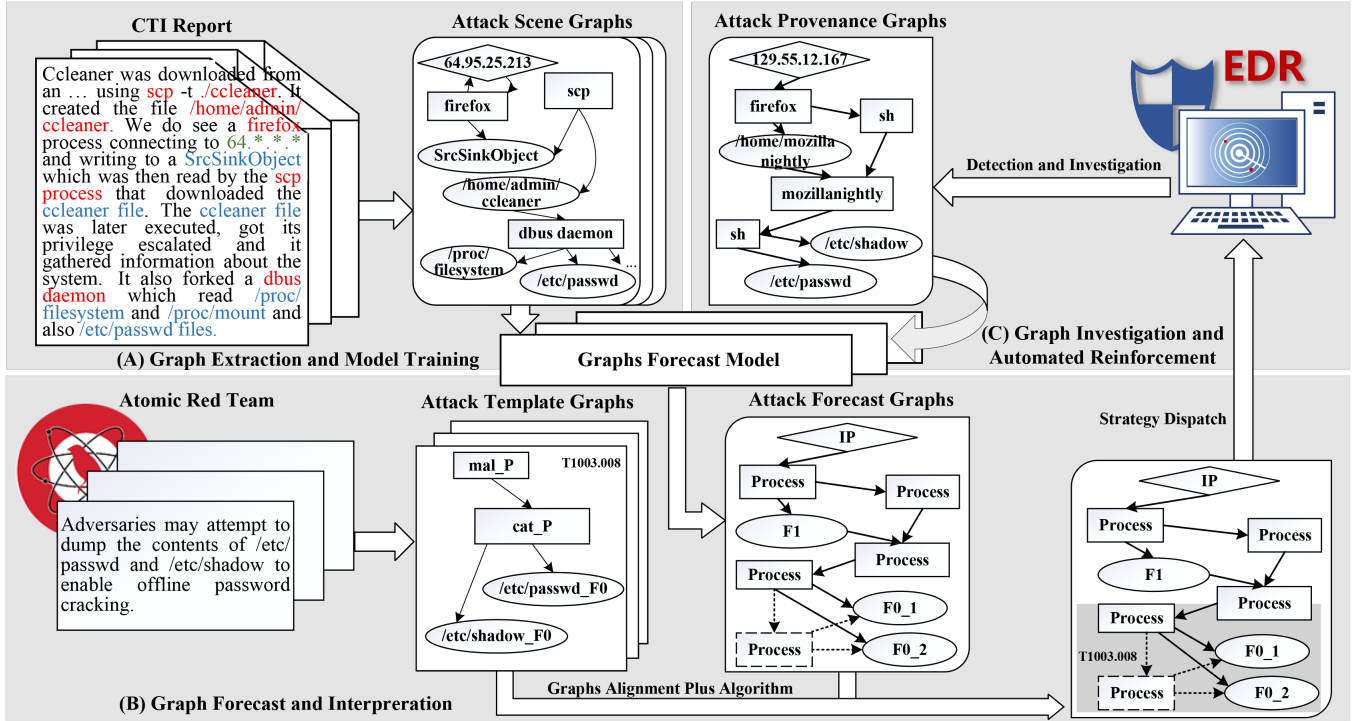 CTI Report
Ccleaner was downloaded from
an … using scp -t ./ccleaner. It
created the file /home/admin/
ccleaner. We do see a firefox
process connecting to 64.*.*.*
and writing to a SrcSinkObject
which was then read by the scp
process that downloaded the
ccleaner file. The ccleaner file
was later executed, got its
privilege escalated and it
gathered information about the
system. It also forked a dbus
daemon which read /proc/
filesystem and /proc/mount and
also /etc/passwd files.
Attack Scene Graphs
64.95.25.213
firefox
scp
SrcSinkObject
/home/admin/
ccleaner
dbus daemon
/proc/
filesystem
...
/etc/passwd
(A) Graph Extraction and Model Training
Attack Provenance Graphs
129.55.12.167
firefox
sh
/home/mozilla
nightly
mozillanightly
sh
/etc/shadow
/etc/passwd
EDR
Detection and Investigation
(C) Graph Investigation and
Automated Reinforcement
Graphs Forecast Model
Atomic Red Team
Adversaries may attempt to
dump the contents of /etc/
passwd and /etc/shadow to
enable offline password
cracking.
Attack Template Graphs
T1003.008
mal_P
cat_P
/etc/passwd_F0
/etc/shadow_F0
Attack Forecast Graphs
IP
Process
Process
F1
Process
Process
F0_1
Process
F0_2
Strategy Dispatch
IP
Process
Process
F1
Process
Process
F0_1
T1003.008
Process
F0_2
Graphs Alignment Plus Algorithm
(B) Graph Forecast and Interpreration